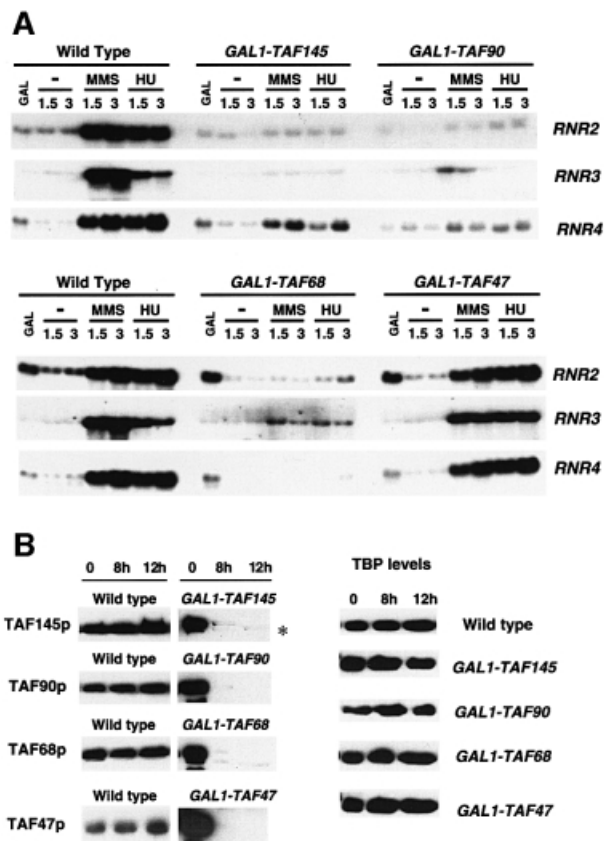 A
Wild Type GAL1-TAF145 GAL1-TAF90
GAL - MMS HU GAL - MMS HU GAL - MMS HU
1.5 3 1.5 3 1.5 3 1.5 3 1.5 3 1.5 3 1.5 3 1.5 3 1.5 3
RNR2
RNR3
RNR4
Wild Type GAL1-TAF68 GAL1-TAF47
GAL - MMS HU GAL - MMS HU GAL - MMS HU
1.5 3 1.5 3 1.5 3 1.5 3 1.5 3 1.5 3 1.5 3 1.5 3 1.5 3
RNR2
RNR3
RNR4
B
0 8h 12h 0 8h 12h
Wild type GAL1-TAF145
TAF145p *
Wild type GAL1-TAF90
TAF90p
Wild type GAL1-TAF68
TAF68p
Wild type GAL1-TAF47
TAF47p
TBP levels
0 8h 12h
Wild type
GAL1-TAF145
GAL1-TAF90
GAL1-TAF68
GAL1-TAF47